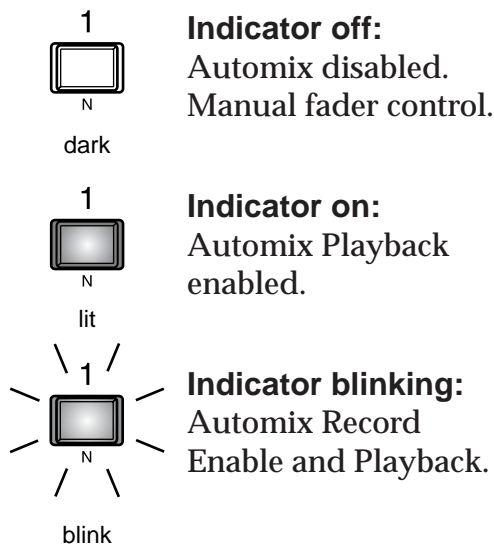 1
N
dark
Indicator off:
Automix disabled.
Manual fader control.
1
N
lit
Indicator on:
Automix Playback
enabled.
1
N
blink
Indicator blinking:
Automix Record
Enable and Playback.